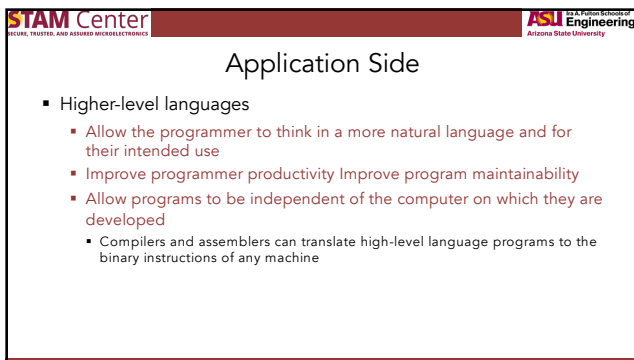 STAM Center
SECURE, TRUSTED, AND ASSURED MICROELECTRONICS
ASU Ira A. Fulton Schools of
Engineering
Arizona State University
Application Side
▪ Higher-level languages
▪ Allow the programmer to think in a more natural language and for
their intended use
▪ Improve programmer productivity Improve program maintainability
▪ Allow programs to be independent of the computer on which they are
developed
▪ Compilers and assemblers can translate high-level language programs to the
binary instructions of any machine